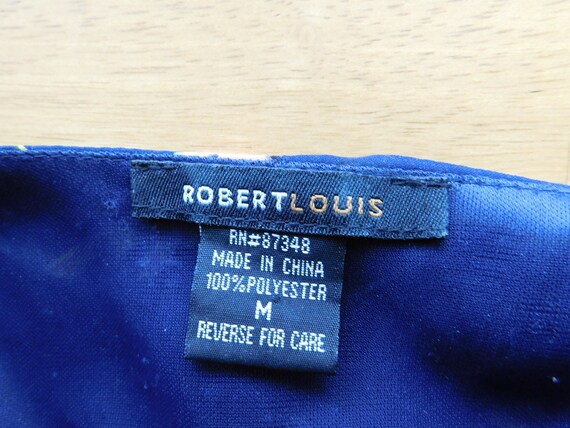 ROBERTLOUIS
RN#87348
MADE IN CHINA
100%POLYESTER
M
REVERSE FOR CARE